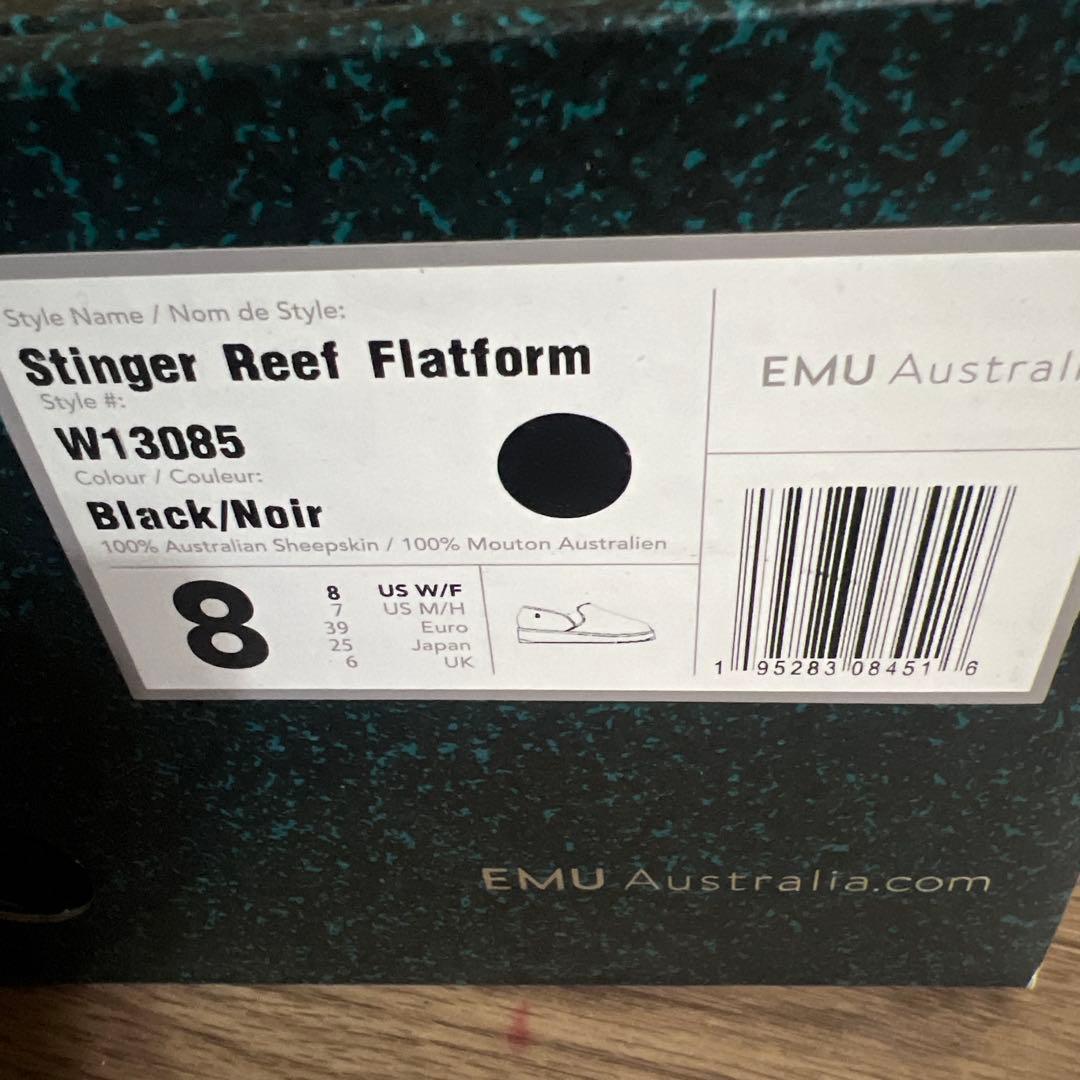 Style Name / Nom de Style:
Stinger Reef Flatform
Style #:
W13085
Colour / Couleur:
Black/Noir
100% Australian Sheepskin / 100% Mouton Australien
8
8 US W/F
7 US M/H
39 Euro
25 Japan
6 UK
EMU Australi
1 95283 08451 6
EMU Australia.com